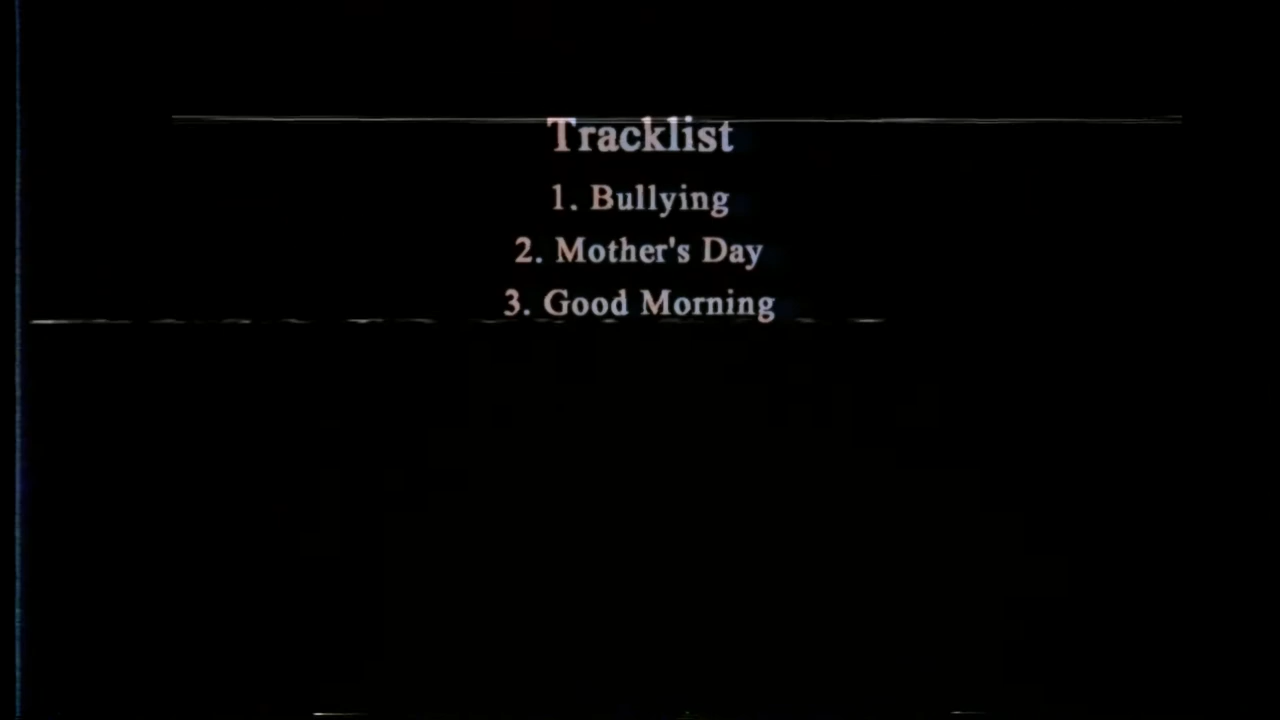 Tracklist
1. Bullying
2. Mother's Day
3. Good Morning